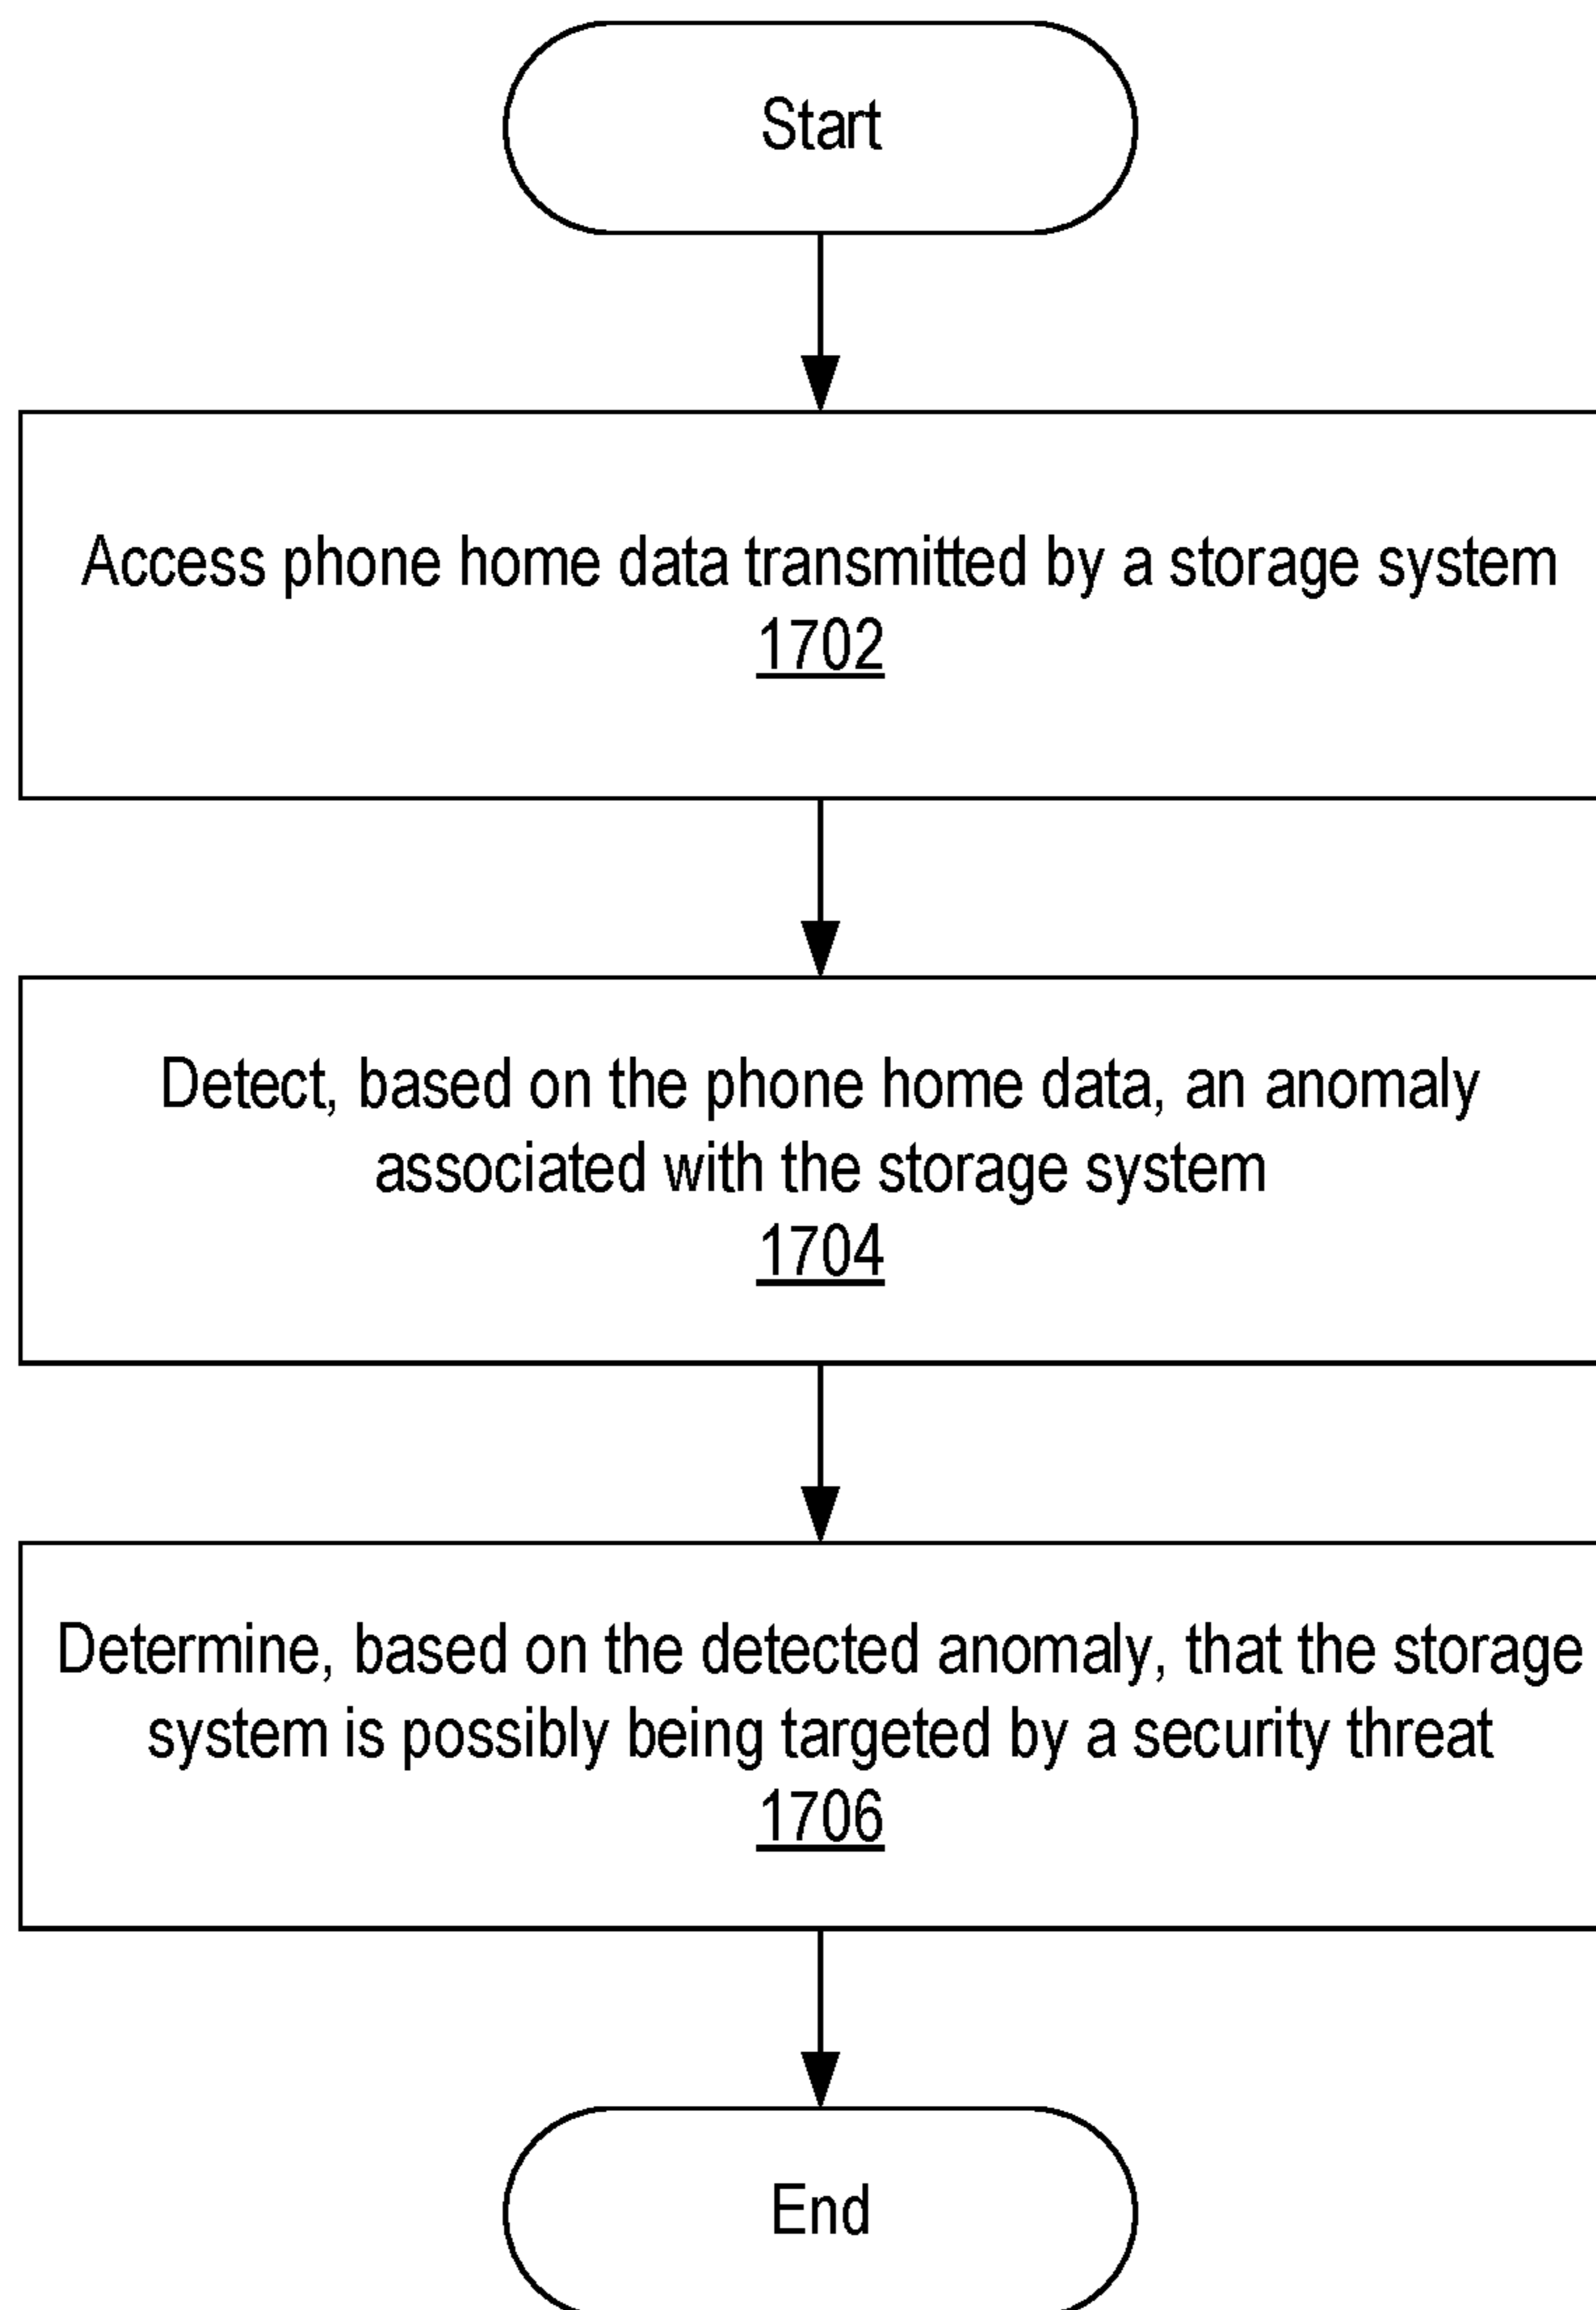 Start
Access phone home data transmitted by a storage system
1702
Detect, based on the phone home data, an anomaly
associated with the storage system
1704
Determine, based on the detected anomaly, that the storage
system is possibly being targeted by a security threat
1706
End